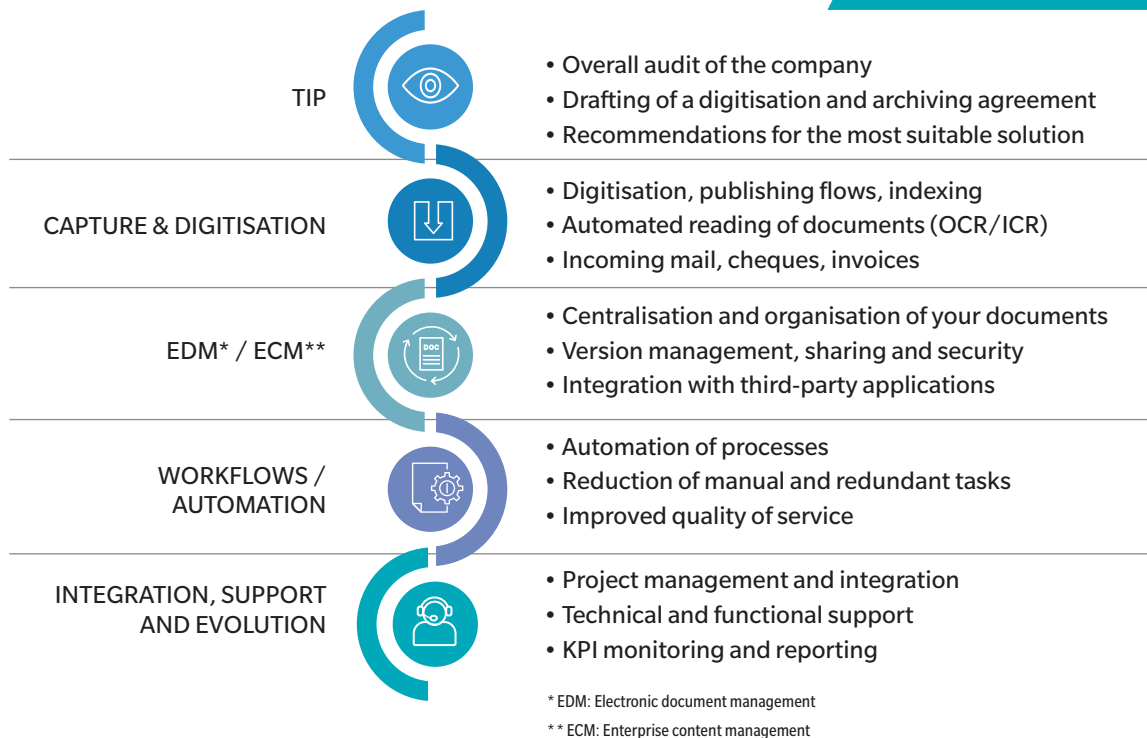 TIP
• Overall audit of the company
• Drafting of a digitisation and archiving agreement
• Recommendations for the most suitable solution
CAPTURE & DIGITISATION
• Digitisation, publishing flows, indexing
• Automated reading of documents (OCR/ICR)
• Incoming mail, cheques, invoices
EDM* / ECM**
DOC
• Centralisation and organisation of your documents
• Version management, sharing and security
• Integration with third-party applications
WORKFLOWS /
AUTOMATION
• Automation of processes
• Reduction of manual and redundant tasks
• Improved quality of service
INTEGRATION, SUPPORT
AND EVOLUTION
• Project management and integration
• Technical and functional support
• KPI monitoring and reporting
* EDM: Electronic document management
** ECM: Enterprise content management